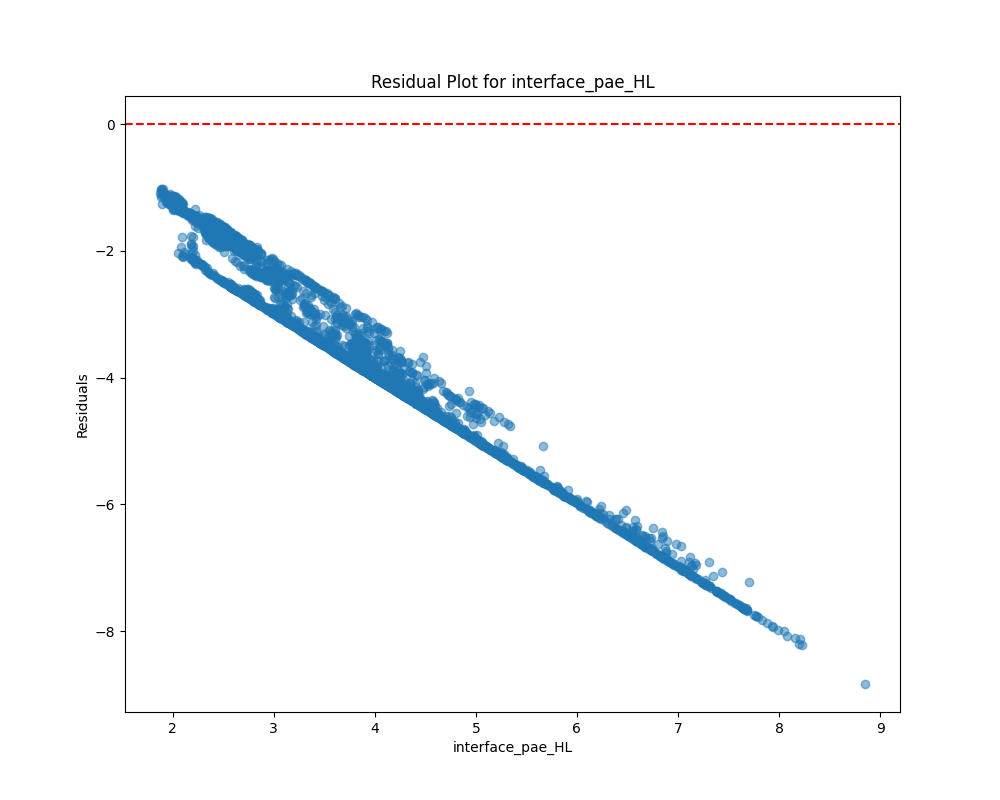 Residual Plot for interface_pae_HL
Residuals
0
−2
−4
−6
−8
2 3 4 5 6 7 8 9
interface_pae_HL